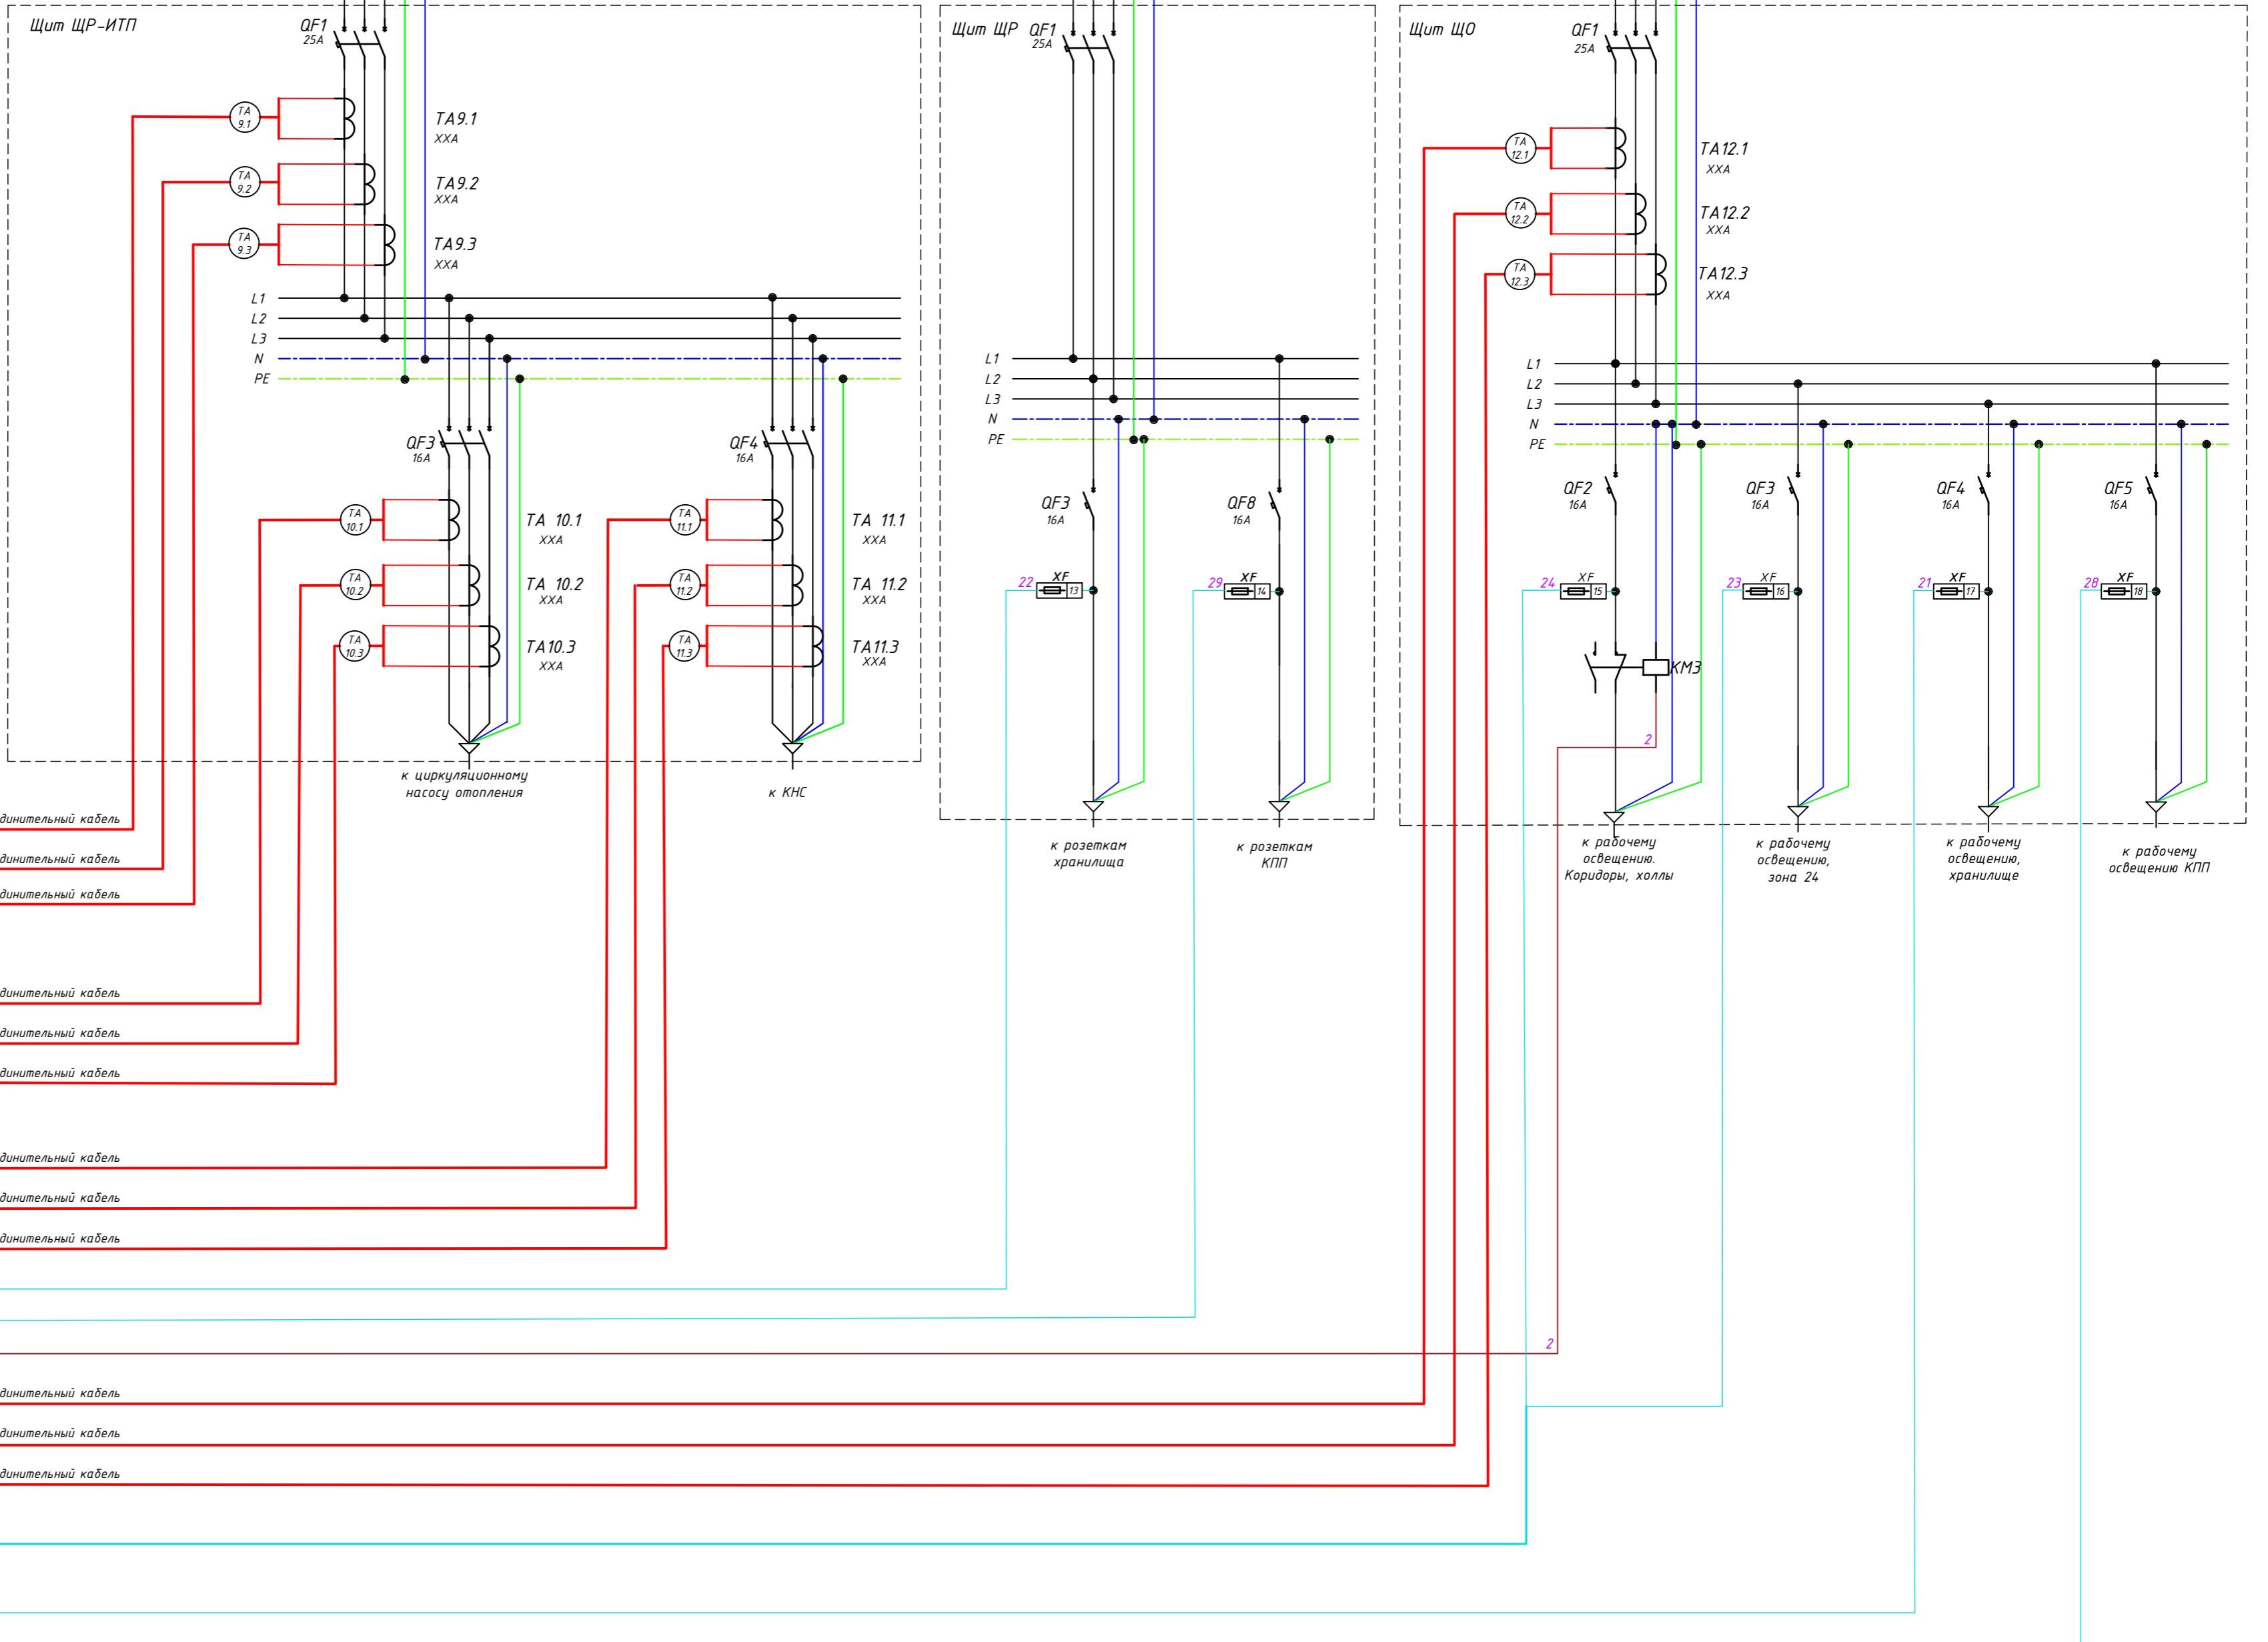 Щит ЩР-ИТП
QF1
25А
ТА
9.1
ТА9.1
ХХА
ТА
9.2
ТА9.2
ХХА
ТА
9.3
ТА9.3
ХХА
L1
L2
L3
N
PE
QF3
16А
QF4
16А
ТА
10.1
ТА 10.1
ХХА
ТА
11.1
ТА 11.1
ХХА
ТА
10.2
ТА 10.2
ХХА
ТА
11.2
ТА 11.2
ХХА
ТА
10.3
ТА10.3
ХХА
ТА
11.3
ТА11.3
ХХА
к циркуляционному
насосу отопления
к КНС
Щит ЩР
QF1
25А
L1
L2
L3
N
PE
QF3
16А
QF8
16А
22
XF
13
29
XF
14
к розеткам
хранилища
к розеткам
КПП
Щит ЩО
QF1
25А
ТА
12.1
ТА12.1
ХХА
ТА
12.2
ТА12.2
ХХА
ТА
12.3
ТА12.3
ХХА
L1
L2
L3
N
PE
QF2
16А
QF3
16А
QF4
16А
QF5
16А
24
XF
15
23
XF
16
21
XF
17
28
XF
18
КМ3
2
к рабочему
освещению.
Коридоры, холлы
к рабочему
освещению,
зона 24
к рабочему
освещению,
хранилище
к рабочему
освещению КПП
динительный кабель
динительный кабель
динительный кабель
динительный кабель
динительный кабель
динительный кабель
динительный кабель
динительный кабель
динительный кабель
2
динительный кабель
динительный кабель
динительный кабель